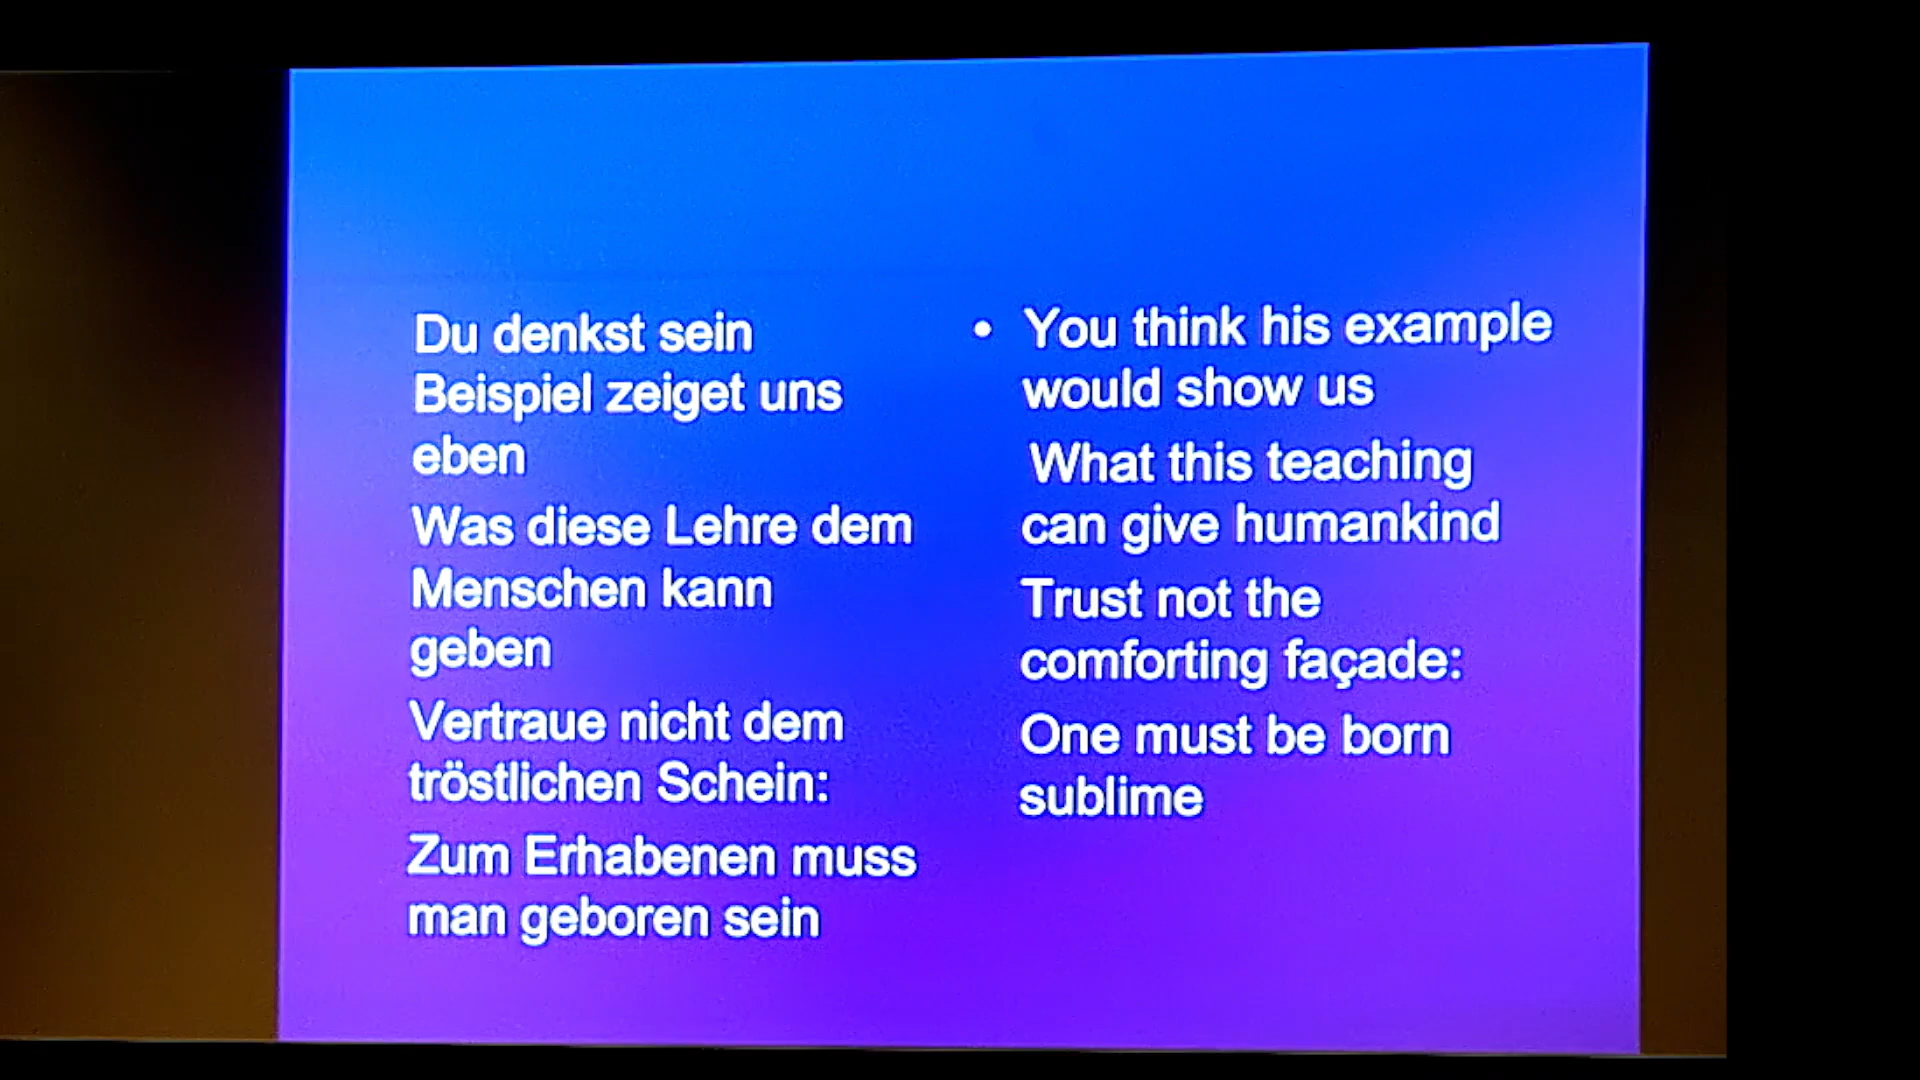 Du denkst sein
Beispiel zeiget uns
eben
Was diese Lehre dem
Menschen kann
geben
Vertraue nicht dem
tröstlichen Schein:
Zum Erhabenen muss
man geboren sein
• You think his example
would show us
What this teaching
can give humankind
Trust not the
comforting façade:
One must be born
sublime